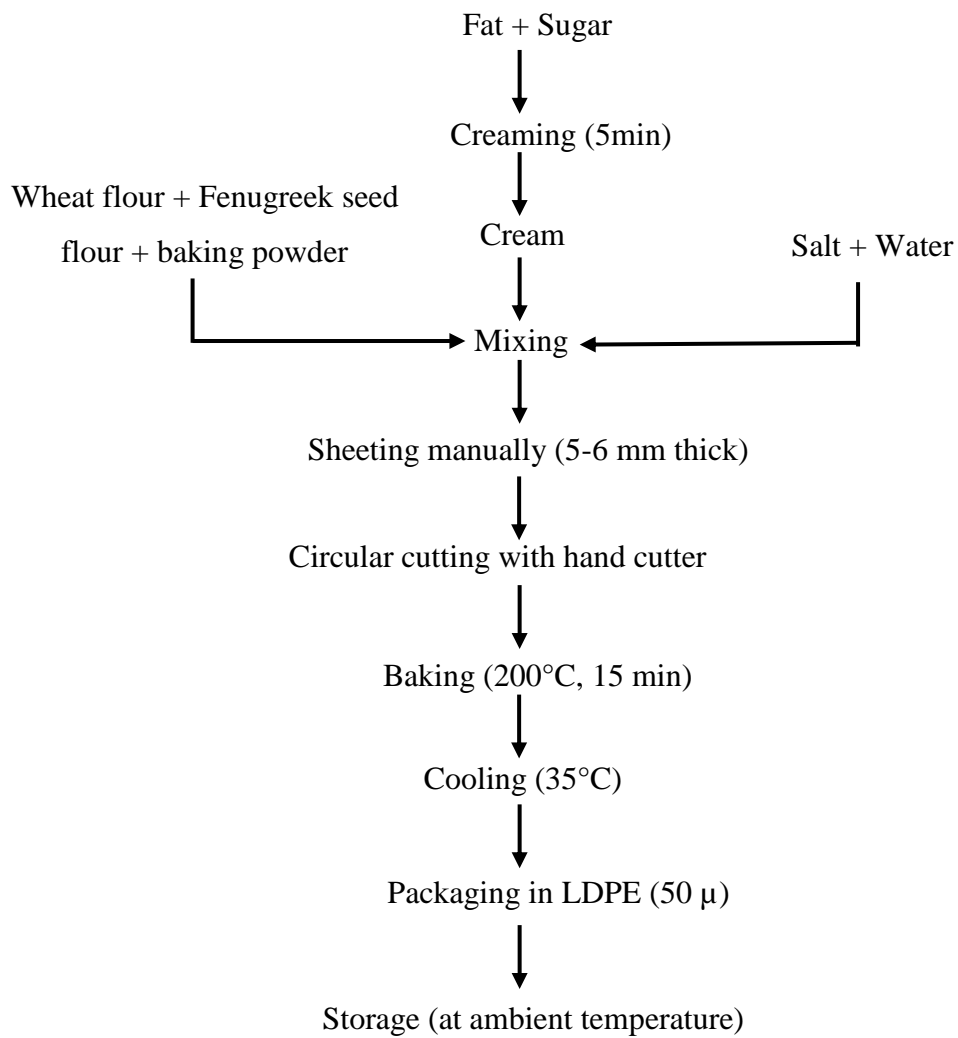 Fat + Sugar
Creaming (5min)
Wheat flour + Fenugreek seed
flour + baking powder
Cream
Salt + Water
Mixing
Sheeting manually (5-6 mm thick)
Circular cutting with hand cutter
Baking (200°C, 15 min)
Cooling (35°C)
Packaging in LDPE (50 µ)
Storage (at ambient temperature)